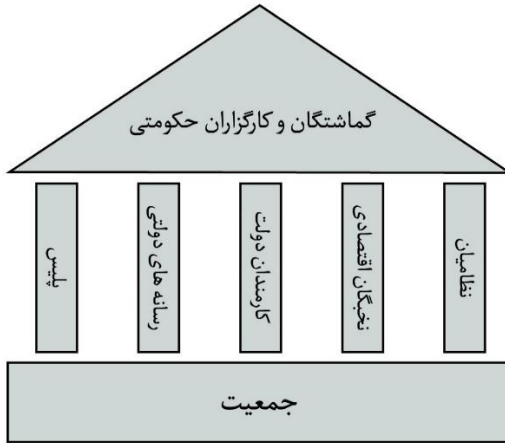 گماشتگان و کارگزاران حکومتی
نظامیان
نخبگان اقتصادی
کارمندان دولت
رسانه های دولتی
پلیس
جمعیت